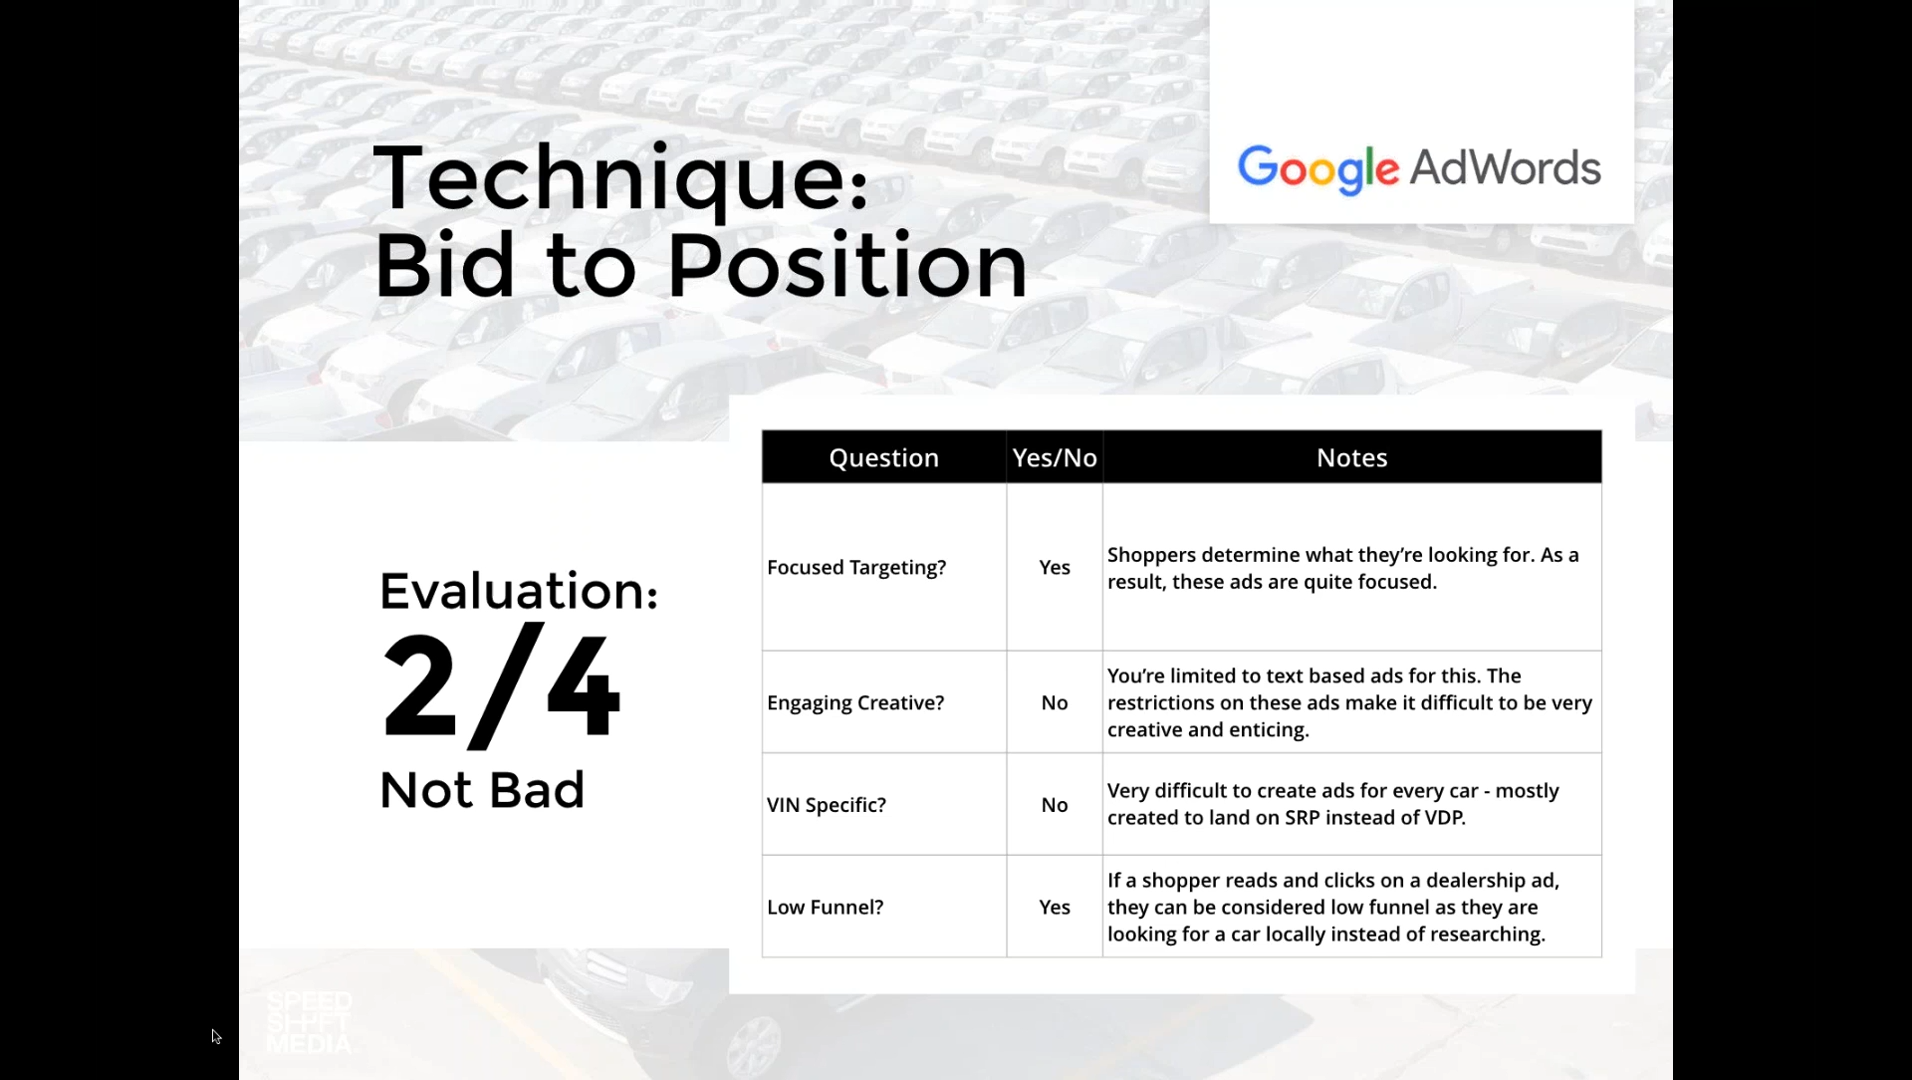 Google AdWords
Technique:
Bid to Position
Evaluation:
2/4
Not Bad
Question Yes/No Notes
Focused Targeting? Yes Shoppers determine what they’re looking for. As a
result, these ads are quite focused.
Engaging Creative? No You’re limited to text based ads for this. The
restrictions on these ads make it difficult to be very
creative and enticing.
VIN Specific? No Very difficult to create ads for every car - mostly
created to land on SRP instead of VDP.
Low Funnel? Yes If a shopper reads and clicks on a dealership ad,
they can be considered low funnel as they are
looking for a car locally instead of researching.
SPEED
SHIFT
MEDIA